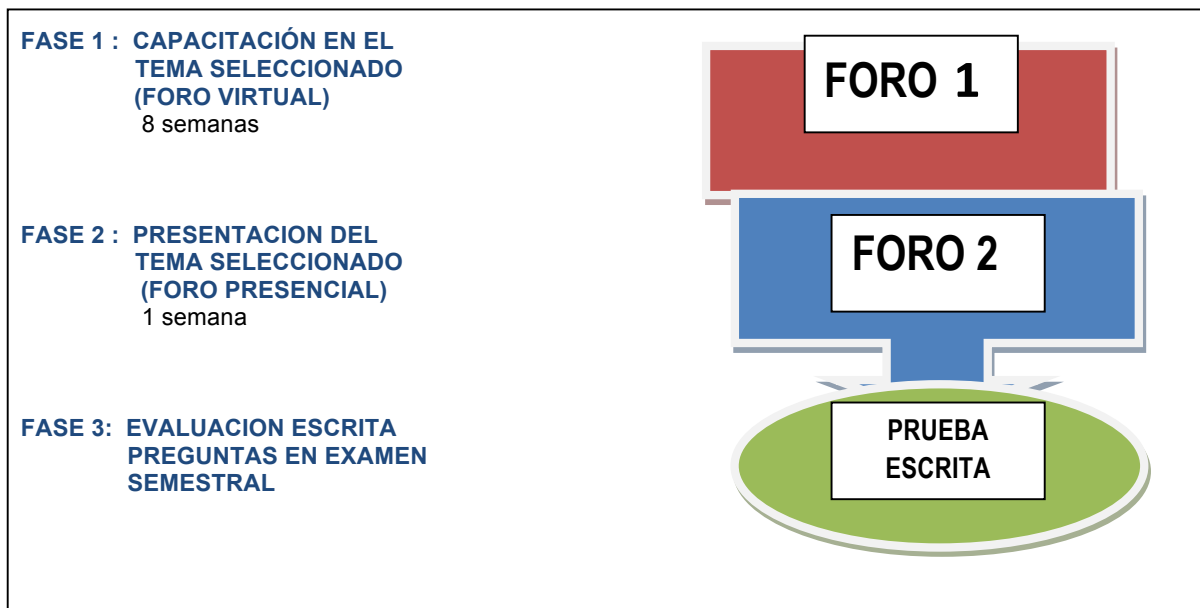 FASE 1 : CAPACITACIÓN EN EL
TEMA SELECCIONADO
(FORO VIRTUAL)
8 semanas
FORO 1
FASE 2 : PRESENTACION DEL
TEMA SELECCIONADO
(FORO PRESENCIAL)
1 semana
FORO 2
FASE 3: EVALUACION ESCRITA
PREGUNTAS EN EXAMEN
SEMESTRAL
PRUEBA
ESCRITA